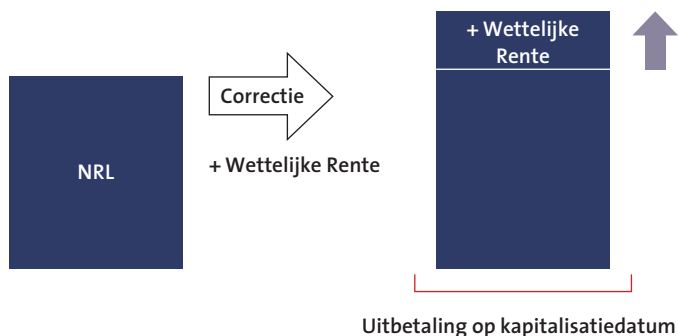 NRL
Correctie
+ Wettelijke Rente
+ Wettelijke
Rente
Uitbetaling op kapitalisatiedatum